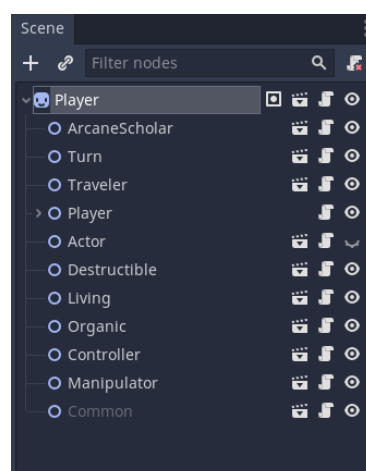 Scene
Filter nodes
Player
ArcaneScholar
Turn
Traveler
Player
Actor
Destructible
Living
Organic
Controller
Manipulator
Common